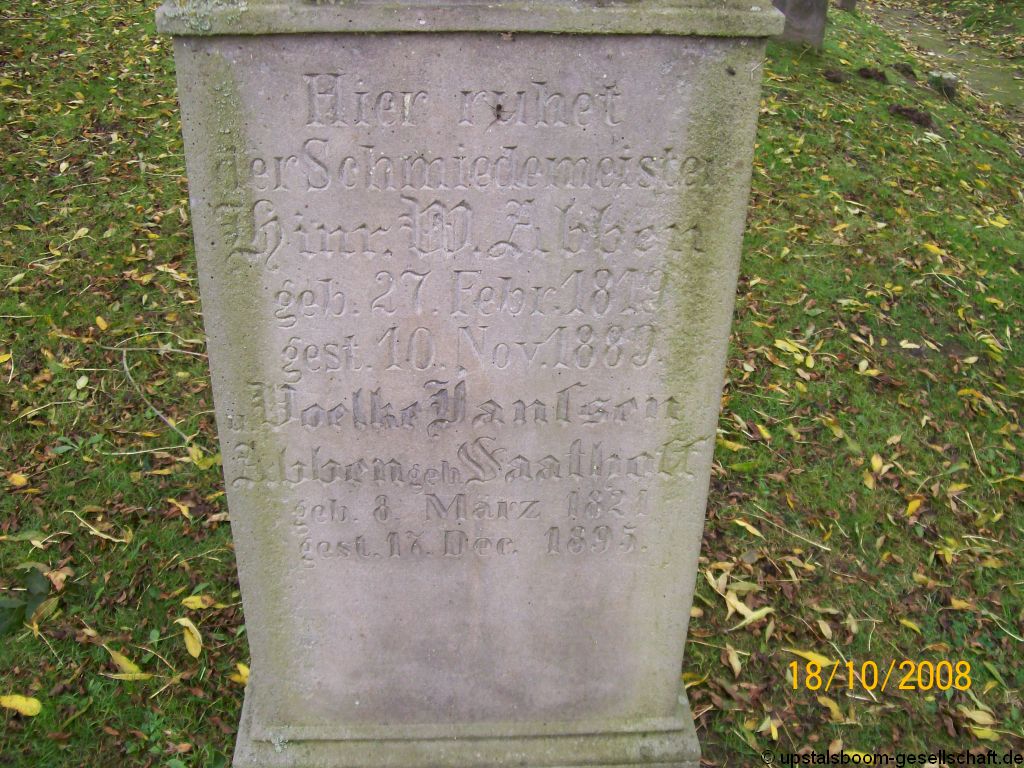 Hier ruhet
der Schmiedemeister
Hinr. W. Abben
geb. 27. Febr. 1819
gest. 10. Nov. 1889.
u. Voelke Paulsen
Abben geb. Saathoff
geb. 8. März 1821
gest. 17. Dec. 1895.
18/10/2008
© upstalsboom-gesellschaft.de